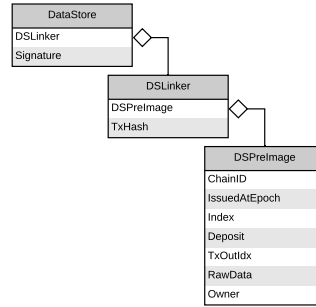 DataStore
DSLinker
Signature
DSLinker
DSPreImage
TxHash
DSPreImage
ChainID
IssuedAtEpoch
Index
Deposit
TxOutIdx
RawData
Owner